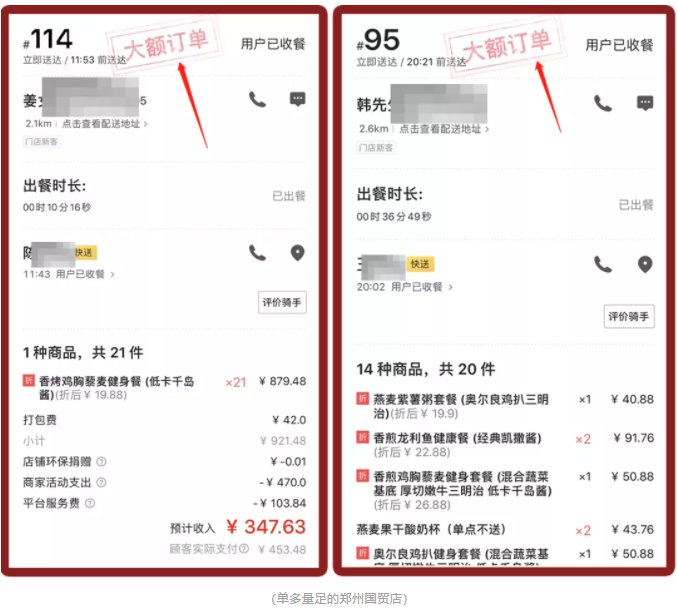 #114
大额订单
用户已收餐
立即送达 / 11:53 前送达
姜
5
2.1km 点击查看配送地址 >
门店新客
出餐时长:
00时10分16秒
已出餐
快送
11:43 用户已收餐 >
评价骑手
1 种商品，共 21 件
折 香烤鸡胸藜麦健身餐 (低卡千岛
酱)(折后¥ 19.88)
×21
¥ 879.48
打包费
¥ 42.0
小计
¥ 921.48
店铺环保捐赠 ?
¥ -0.01
商家活动支出 ?
- ¥ 470.0
平台服务费 ?
- ¥ 103.84
预计收入 ¥ 347.63
顾客实际支付 ? ¥ 453.48
#95
大额订单
用户已收餐
立即送达 / 20:21 前送达
韩先
2.6km 点击查看配送地址 >
门店新客
出餐时长:
00时36分49秒
已出餐
快送
20:02 用户已收餐 >
评价骑手
14 种商品，共 20 件
折 燕麦紫薯粥套餐 (奥尔良鸡扒三明
治)(折后¥ 19.9)
×1
¥ 40.88
折 香煎龙利鱼健康餐 (经典凯撒酱)
(折后¥ 22.88)
×2
¥ 91.76
折 香煎鸡胸藜麦健身套餐 (混合蔬菜
基底 厚切嫩牛三明治 低卡千岛酱)
(折后¥ 26.88)
×1
¥ 50.88
燕麦果干酸奶杯（单点不送）
×2
¥ 43.76
折 奥尔良鸡扒健身套餐 (混合蔬菜
基底 厚切嫩牛三明治 低卡千岛酱)
×1
¥ 50.88
(单多量足的郑州国贸店)